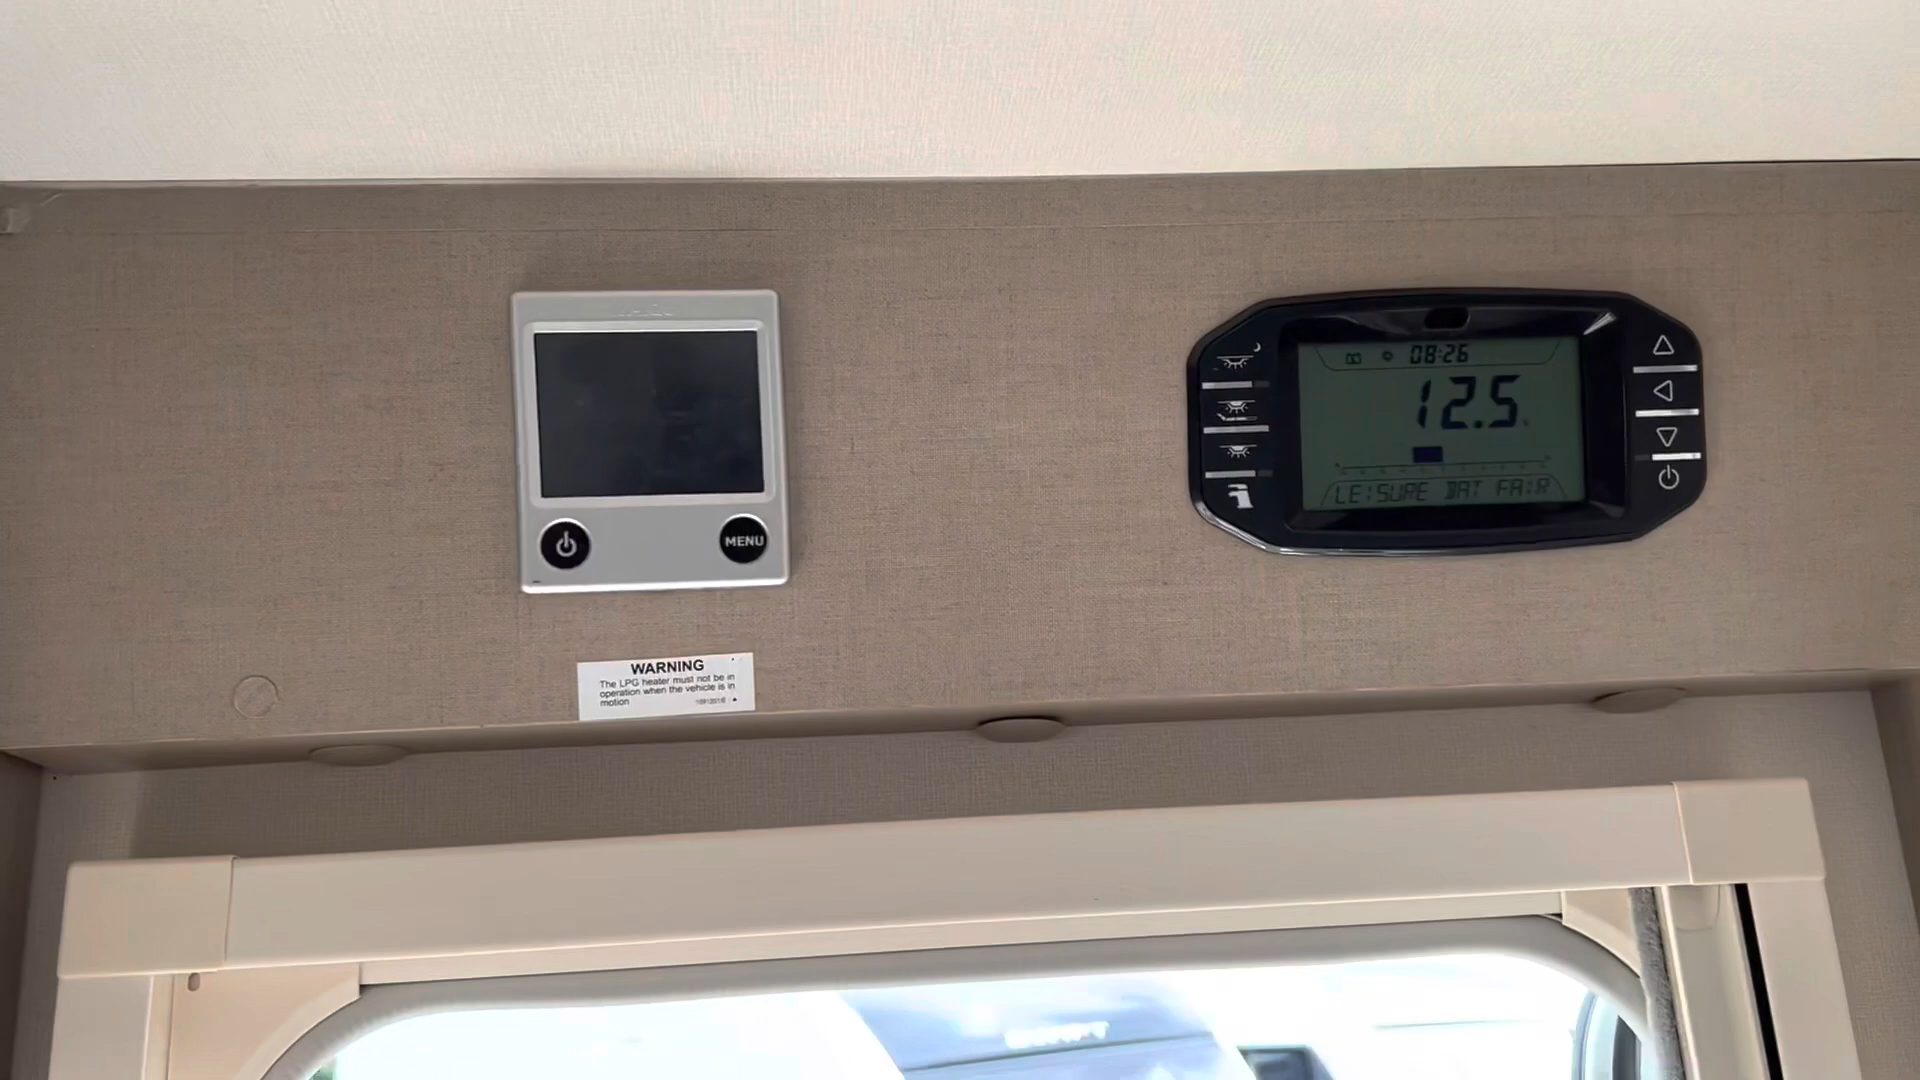 08:26
12.5
LEISURE BAT FAIR
MENU
WARNING
The LPG heater must not be in
operation when the vehicle is in
motion